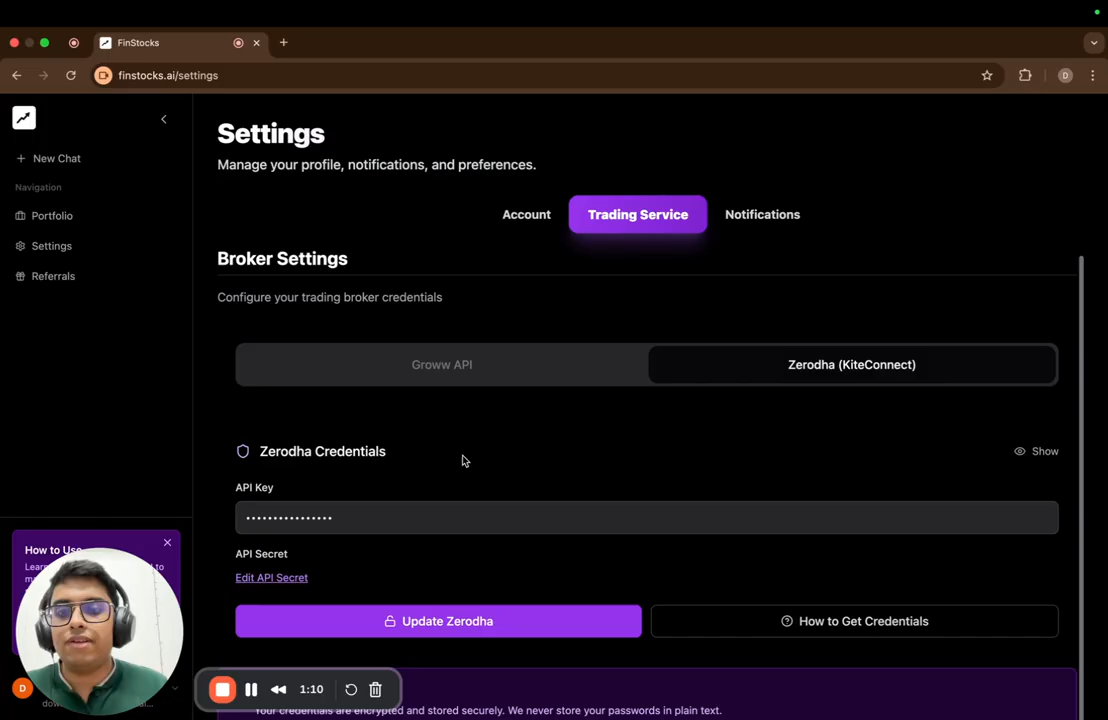 FinStocks
finstocks.ai/settings
D
New Chat
Navigation
Portfolio
Settings
Referrals
Settings
Manage your profile, notifications, and preferences.
Account
Trading Service
Notifications
Broker Settings
Configure your trading broker credentials
Groww API
Zerodha (KiteConnect)
Zerodha Credentials
Show
API Key
••••••••••••••••
API Secret
Edit API Secret
Update Zerodha
How to Get Credentials
How to Use
to
D
1:10
Your credentials are encrypted and stored securely. We never store your passwords in plain text.